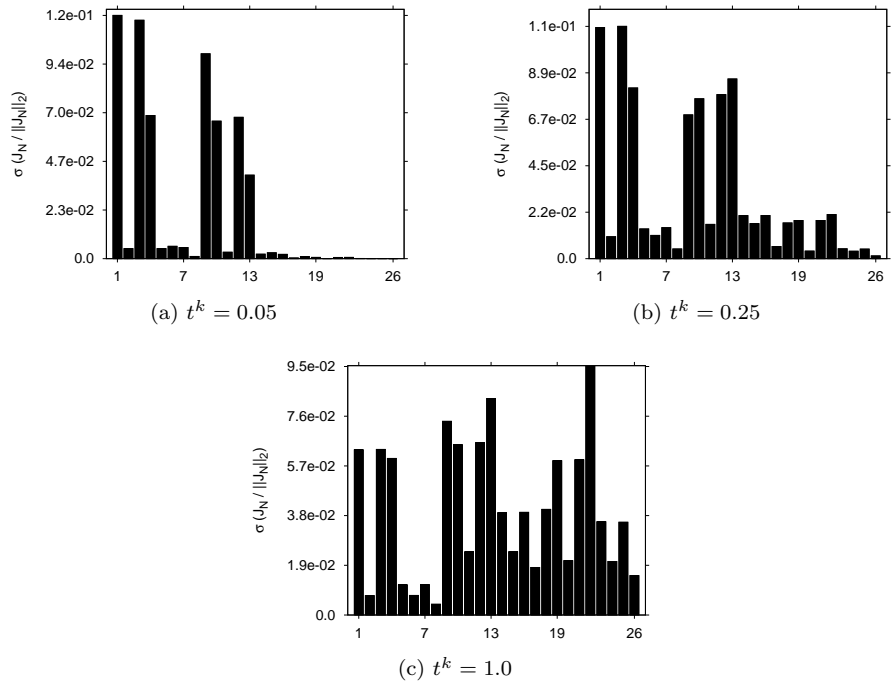 1.2e-01
9.4e-02
7.0e-02
4.7e-02
2.3e-02
0.0
σ (J_N / ||J_N||_2)
1 7 13 19 26
(a) t^k = 0.05
1.1e-01
8.9e-02
6.7e-02
4.5e-02
2.2e-02
0.0
σ (J_N / ||J_N||_2)
1 7 13 19 26
(b) t^k = 0.25
9.5e-02
7.6e-02
5.7e-02
3.8e-02
1.9e-02
0.0
σ (J_N / ||J_N||_2)
1 7 13 19 26
(c) t^k = 1.0